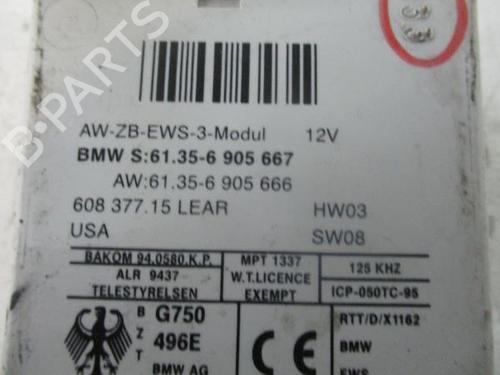 33
AW-ZB-EWS-3-Modul 12V
BMW S:61.35-6 905 667
AW:61.35-6 905 666
608 377.15 LEAR HW03
USA SW08
BAKOM 94.0580.K.P. MPT 1337 125 KHZ
ALR 9437 W.T.LICENCE
TELESTYRELSEN EXEMPT ICP-050TC-95
B Z T G750 CE RTT/D/X1162
496E BMW
BMW AG EWS
B-PARTS